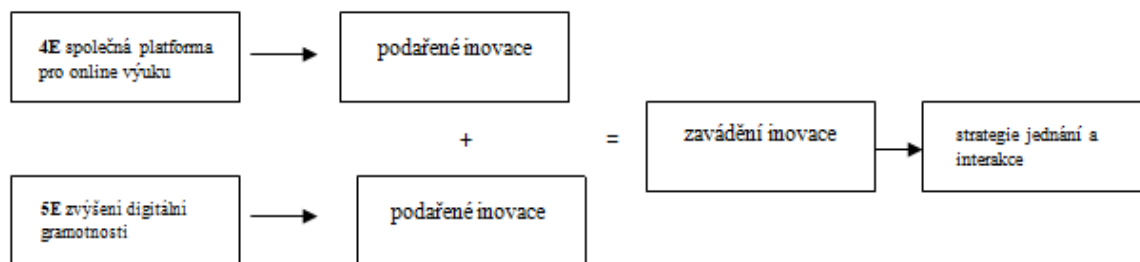 4E společná platforma
pro online výuku
podařené inovace
+
=
zavádění inovace
strategie jednání a
interakce
5E zvýšení digitální
gramotnosti
podařené inovace